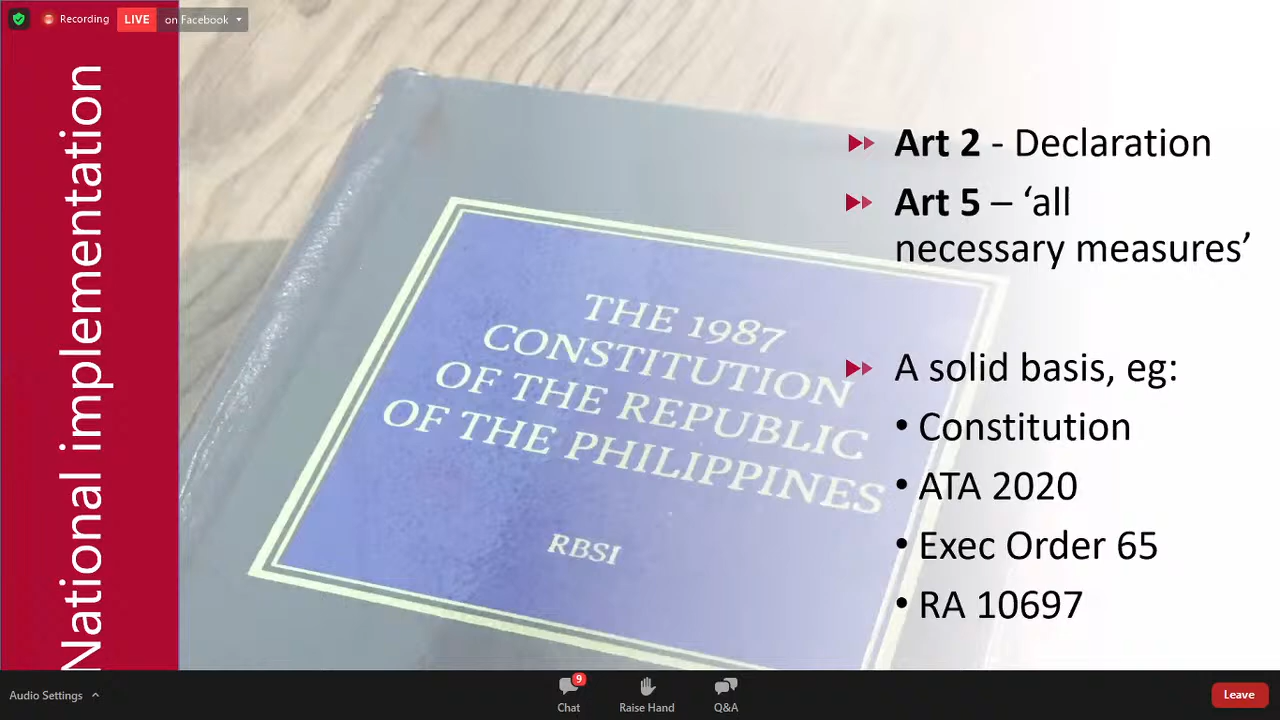 Recording
LIVE
on Facebook
National implementation
Art 2 - Declaration
Art 5 – ‘all
necessary measures’
A solid basis, eg:
• Constitution
• ATA 2020
• Exec Order 65
• RA 10697
THE 1987
CONSTITUTION
OF THE REPUBLIC
OF THE PHILIPPINES
RBSI
Audio Settings
9
Chat
Raise Hand
Q&A
Leave